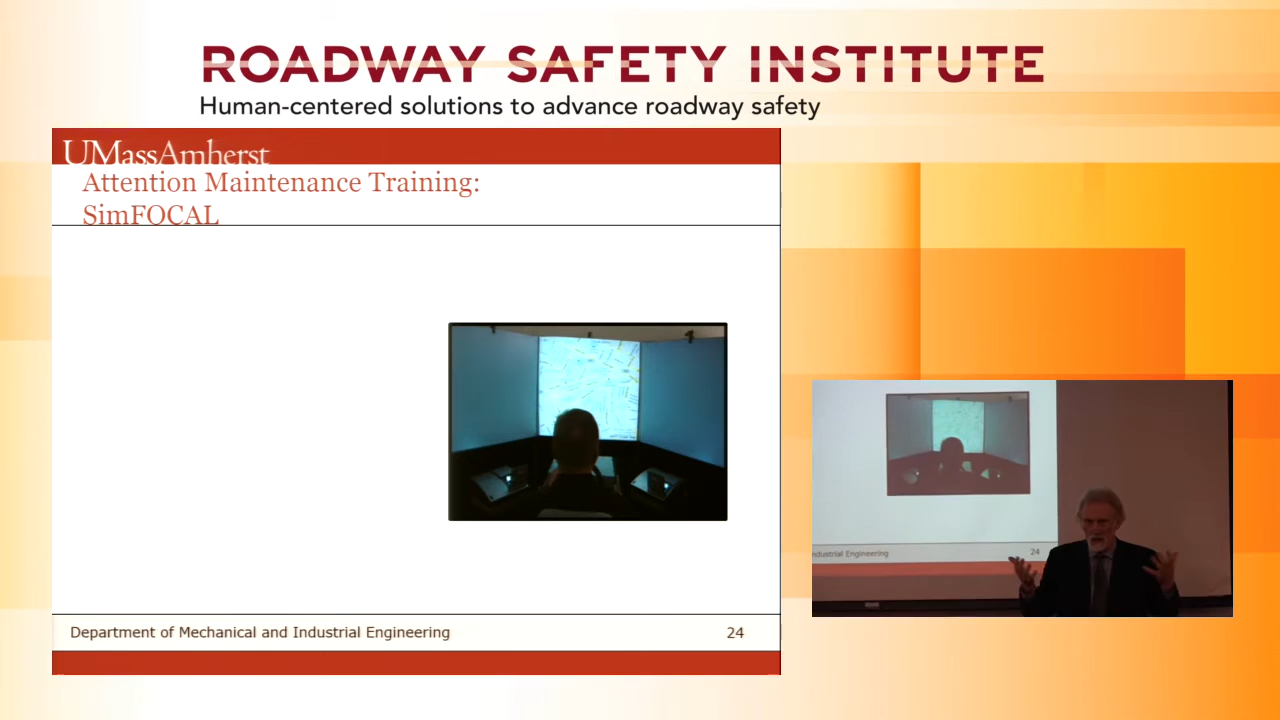 ROADWAY SAFETY INSTITUTE
Human-centered solutions to advance roadway safety
UMassAmherst
Attention Maintenance Training:
SimFOCAL
Department of Mechanical and Industrial Engineering
24
ndustrial Engineering
24